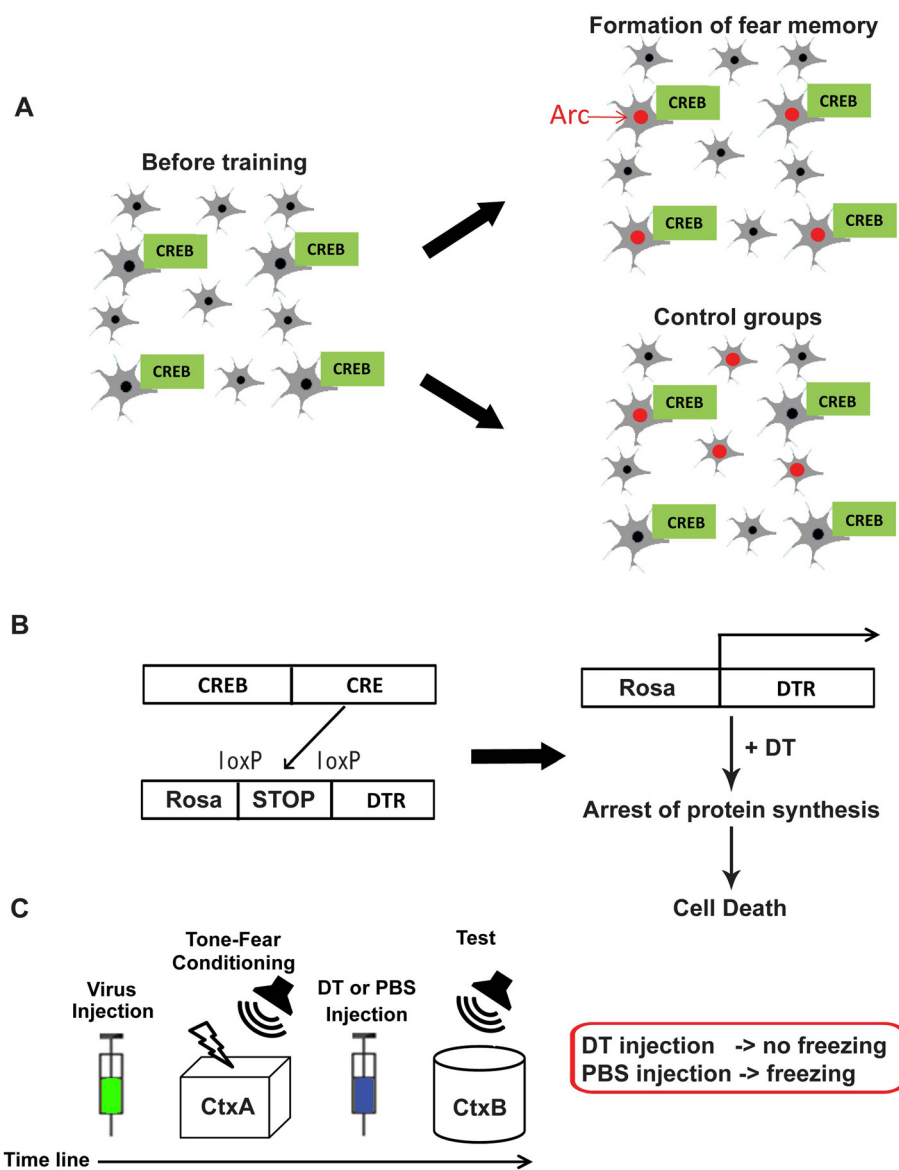 A
Before training
CREB
CREB
CREB
CREB
Formation of fear memory
Arc
CREB
CREB
CREB
CREB
Control groups
CREB
CREB
CREB
CREB
B
CREB CRE
loxP loxP
Rosa STOP DTR
Rosa DTR
+ DT
Arrest of protein synthesis
Cell Death
C
Virus
Injection
Tone-Fear
Conditioning
CtxA
DT or PBS
Injection
Test
CtxB
Time line
DT injection -> no freezing
PBS injection -> freezing